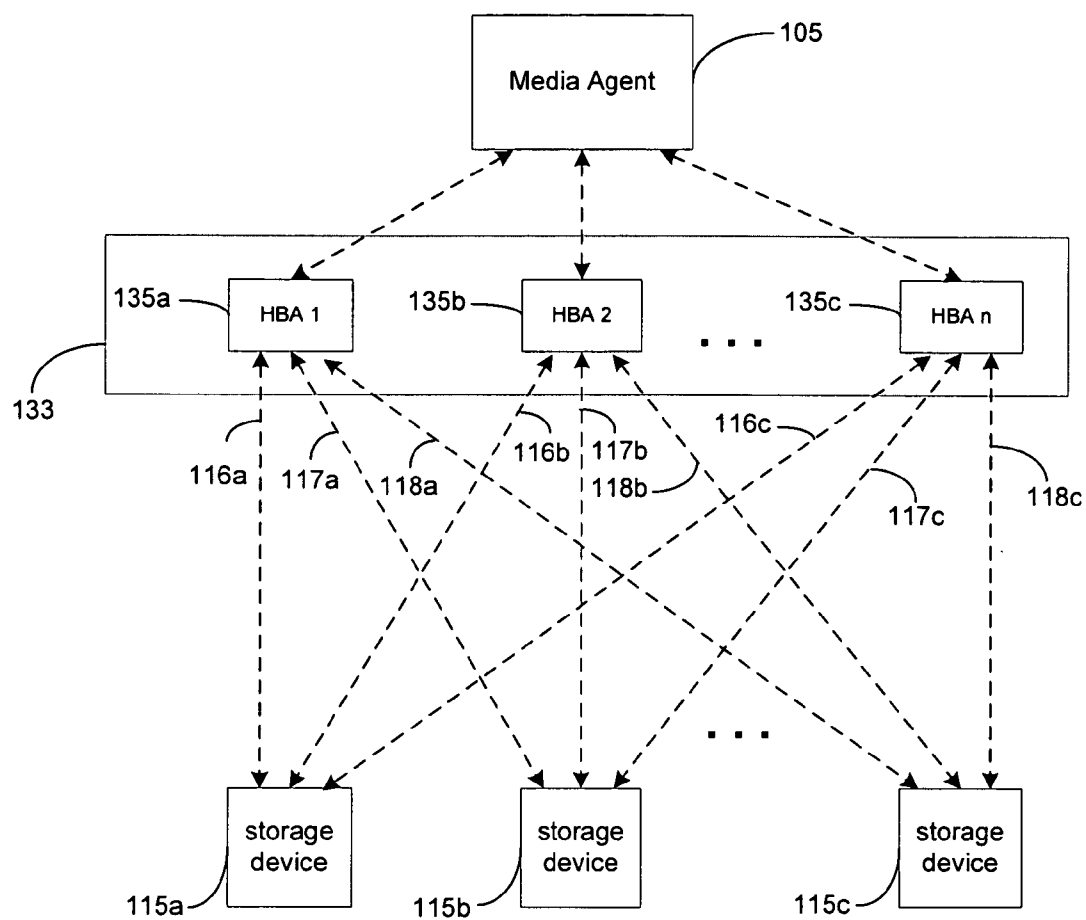 105
Media Agent
135a
HBA 1
135b
HBA 2
135c
HBA n
. . .
133
116a
117a
118a
116b
117b
118b
116c
117c
118c
. . .
storage
device
storage
device
storage
device
115a
115b
115c